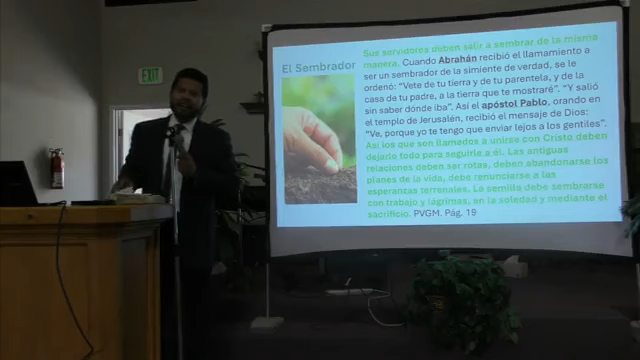 EXIT
El Sembrador
Sus servidores deben salir a sembrar de la misma
manera. Cuando Abrahán recibió el llamamiento a
ser un sembrador de la simiente de verdad, se le
ordenó: “Vete de tu tierra y de tu parentela, y de la
casa de tu padre, a la tierra que te mostraré”. “Y salió
sin saber dónde iba”. Así el apóstol Pablo, orando en
el templo de Jerusalén, recibió el mensaje de Dios:
“Ve, porque yo te tengo que enviar lejos a los gentiles”.
Así los que son llamados a unirse con Cristo deben
dejarlo todo para seguirle a él. Las antiguas
relaciones deben ser rotas, deben abandonarse los
planes de la vida, debe renunciarse a las
esperanzas terrenales. La semilla debe sembrarse
con trabajo y lágrimas, en la soledad y mediante el
sacrificio. PVGM. Pág. 19